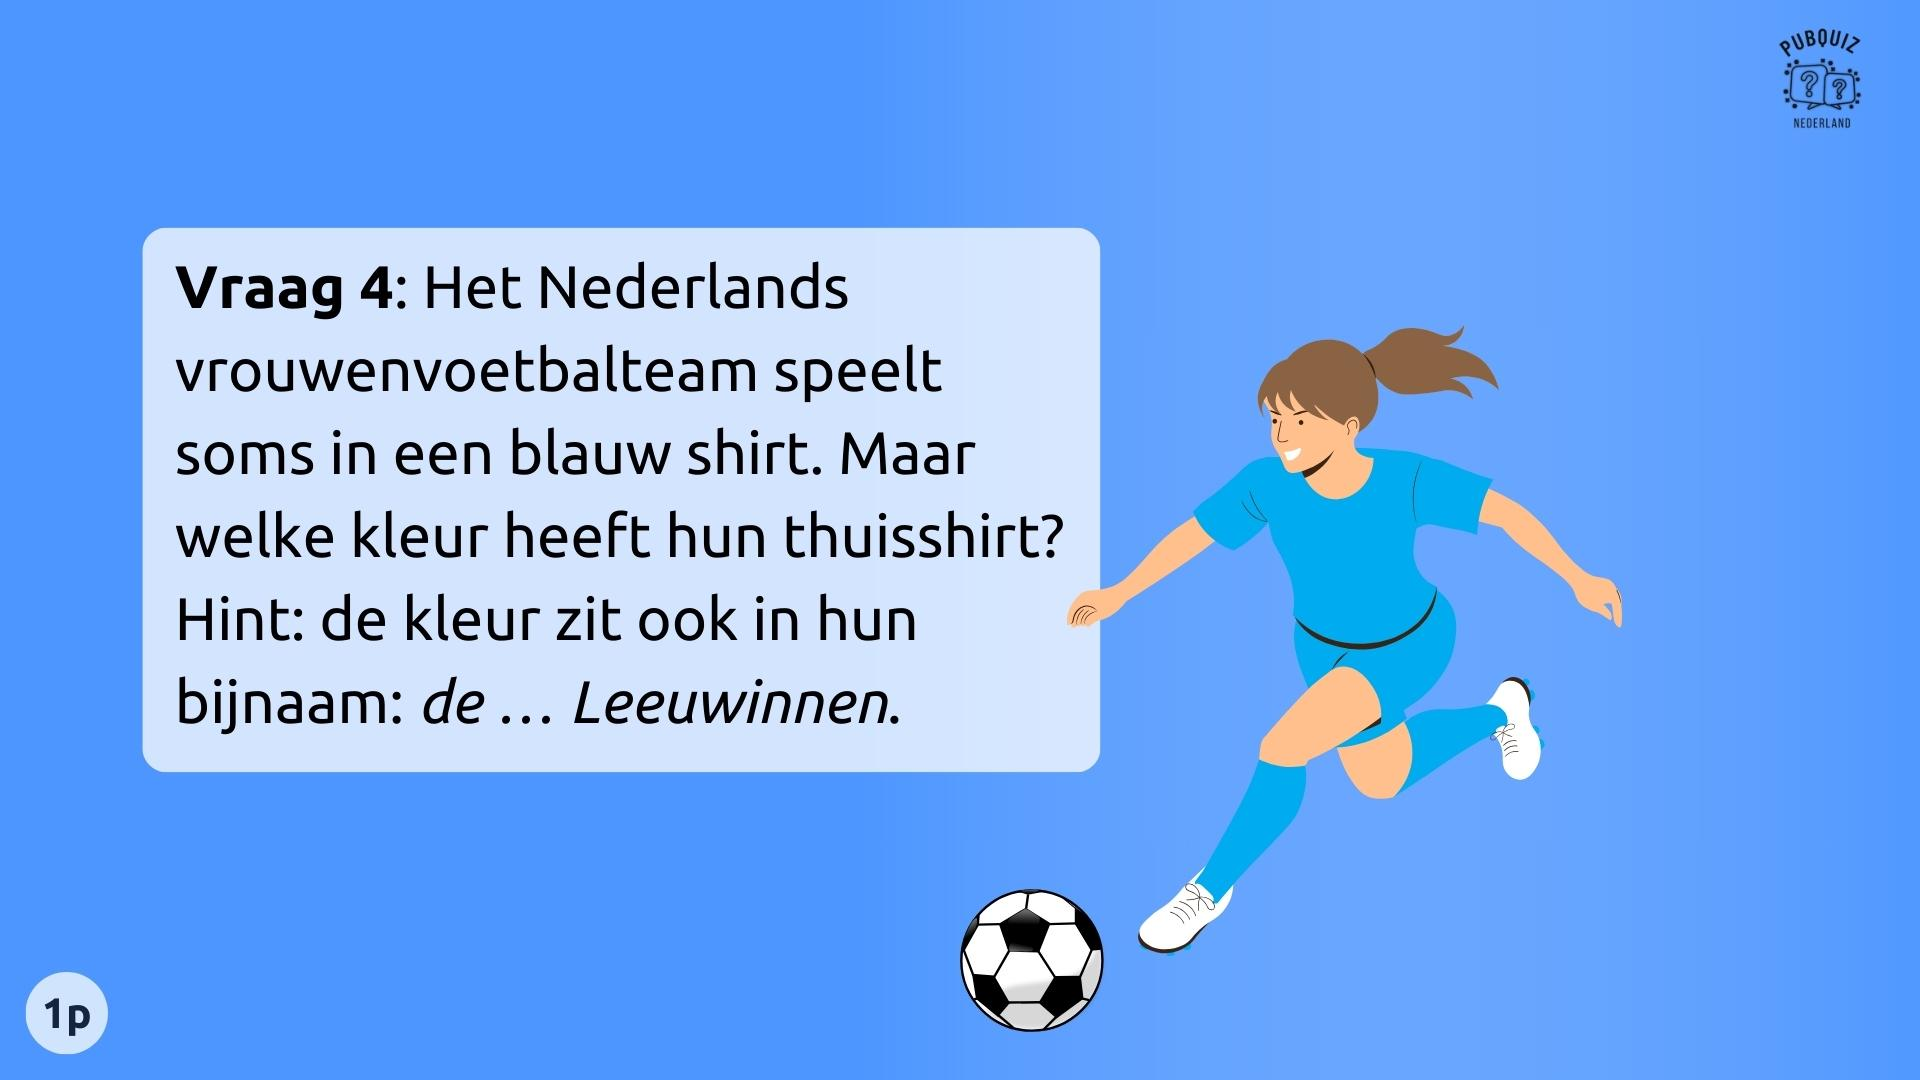 PUBQUIZ
? ?
NEDERLAND
Vraag 4: Het Nederlands
vrouwenvoetbalteam speelt
soms in een blauw shirt. Maar
welke kleur heeft hun thuisshirt?
Hint: de kleur zit ook in hun
bijnaam: de … Leeuwinnen.
1p